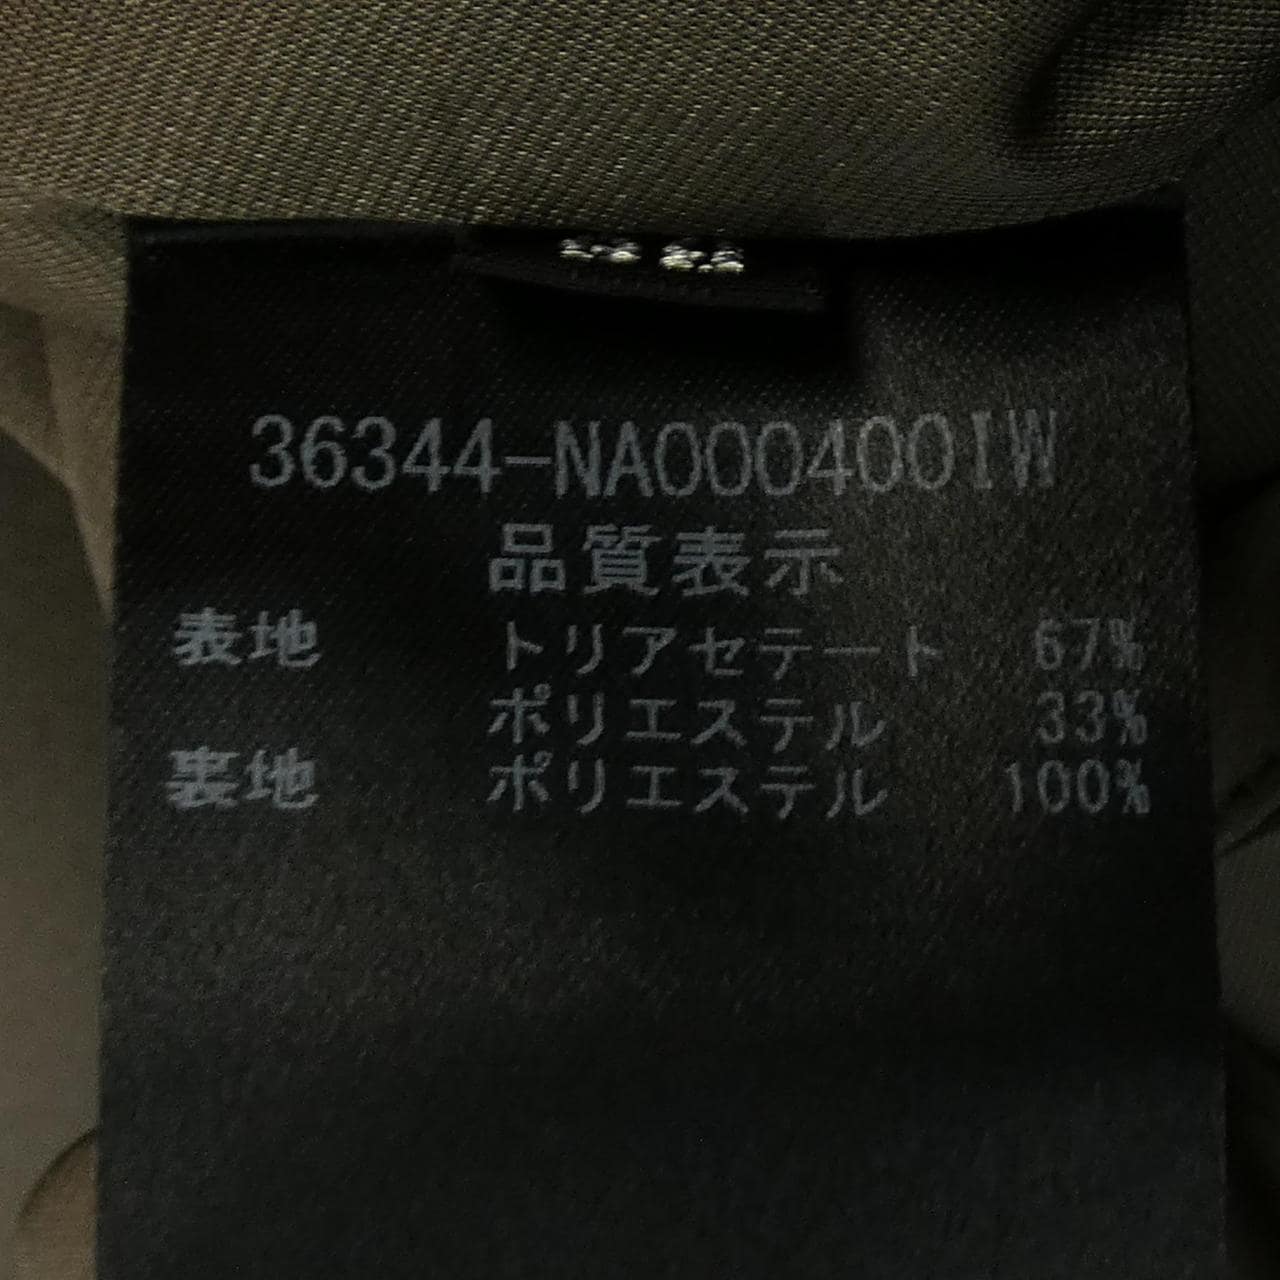 36344-NA0004001W
品質表示
表地 トリアセテート 67%
ポリエステル 33%
裏地 ポリエステル 100%